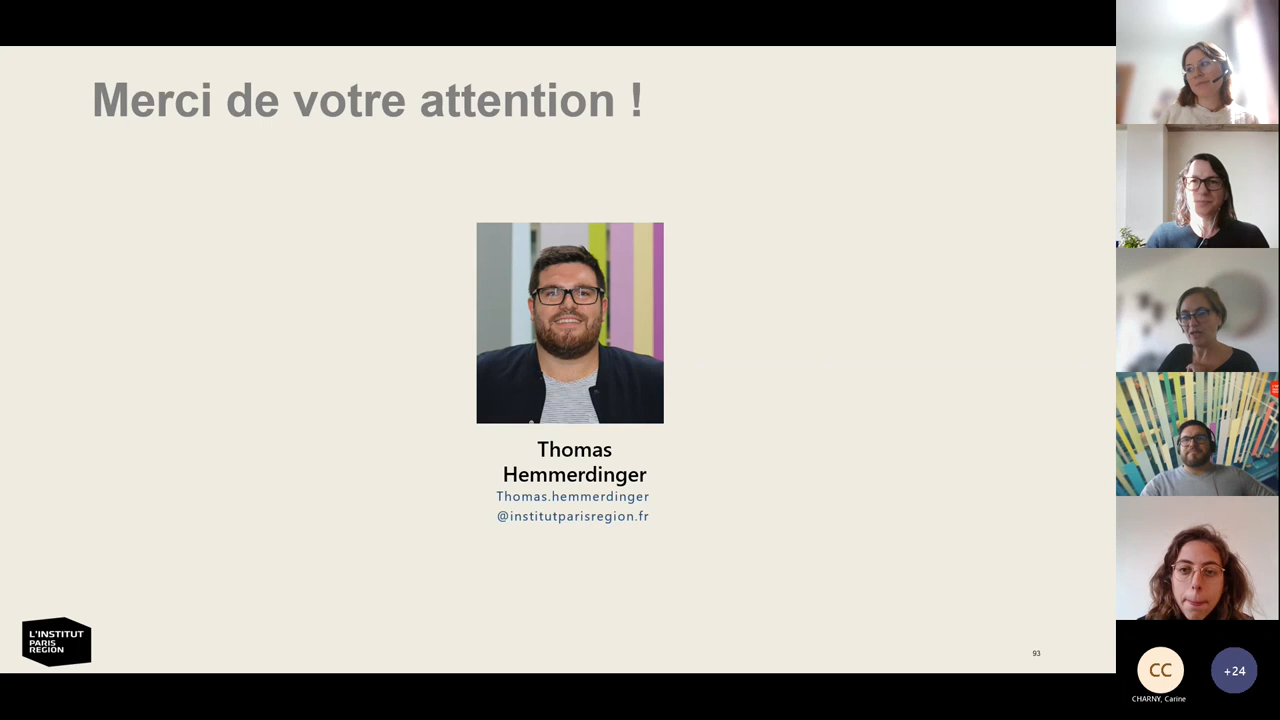 Merci de votre attention !
Thomas
Hemmerdinger
Thomas.hemmerdinger
@institutparisregion.fr
L'INSTITUT
PARIS
REGION
93
CC
+24
CHARNY, Carine